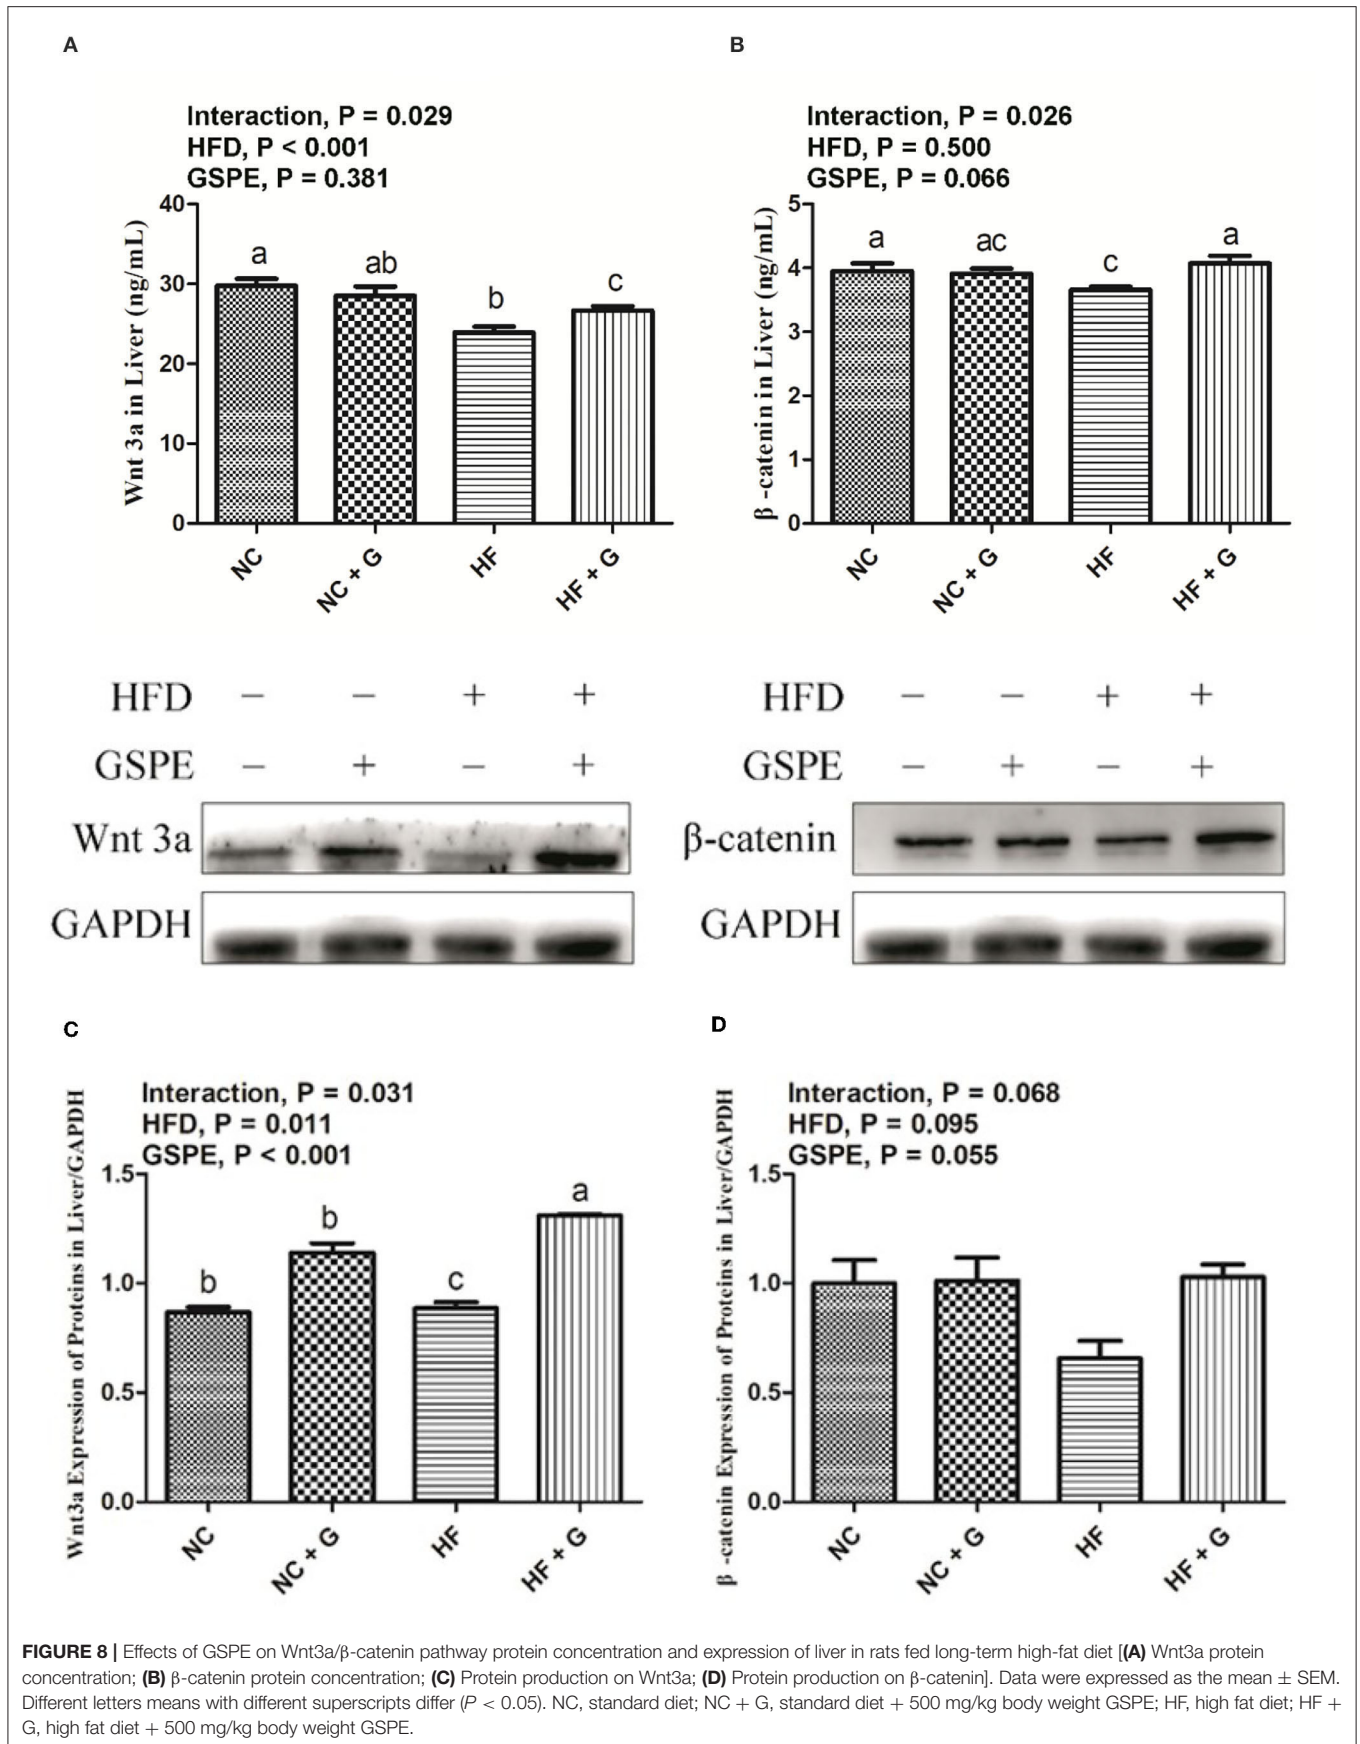 A
Interaction, P = 0.029
HFD, P < 0.001
GSPE, P = 0.381
Wnt 3a in Liver (ng/mL)
40
30
20
10
0
a
ab
b
c
NC
NC + G
HF
HF + G
B
Interaction, P = 0.026
HFD, P = 0.500
GSPE, P = 0.066
β -catenin in Liver (ng/mL)
5
4
3
2
1
0
a
ac
c
a
NC
NC + G
HF
HF + G
HFD − − + +
GSPE − + − +
Wnt 3a
GAPDH
HFD − − + +
GSPE − + − +
β-catenin
GAPDH
C
Interaction, P = 0.031
HFD, P = 0.011
GSPE, P < 0.001
Wnt3a Expression of Proteins in Liver/GAPDH
1.5
1.0
0.5
0.0
b
b
c
a
NC
NC + G
HF
HF + G
D
Interaction, P = 0.068
HFD, P = 0.095
GSPE, P = 0.055
β -catenin Expression of Proteins in Liver/GAPDH
1.5
1.0
0.5
0.0
NC
NC + G
HF
HF + G
FIGURE 8 | Effects of GSPE on Wnt3a/β-catenin pathway protein concentration and expression of liver in rats fed long-term high-fat diet [(A) Wnt3a protein
concentration; (B) β-catenin protein concentration; (C) Protein production on Wnt3a; (D) Protein production on β-catenin]. Data were expressed as the mean ± SEM.
Different letters means with different superscripts differ (P < 0.05). NC, standard diet; NC + G, standard diet + 500 mg/kg body weight GSPE; HF, high fat diet; HF +
G, high fat diet + 500 mg/kg body weight GSPE.